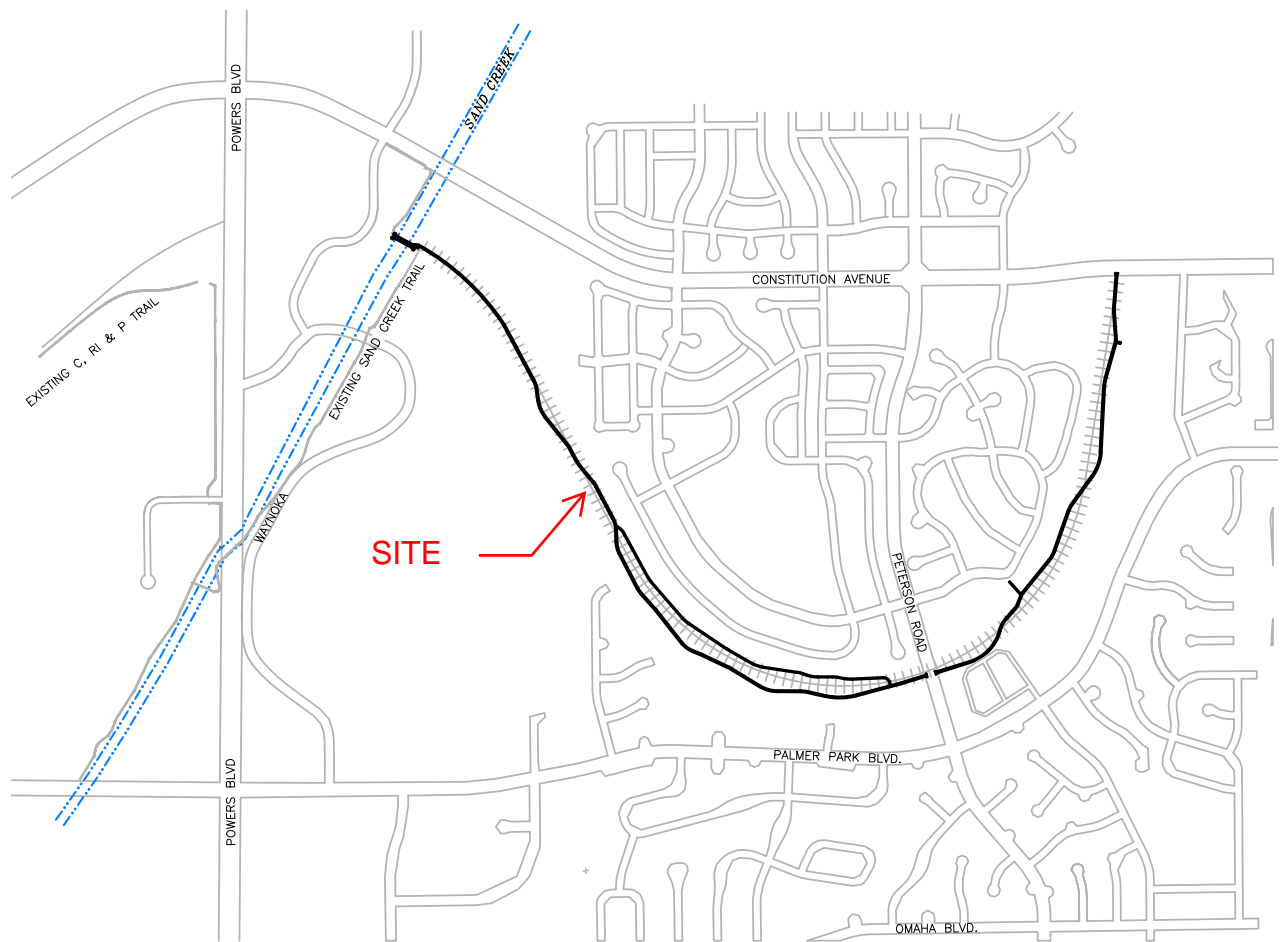 POWERS BLVD
SAND CREEK
CONSTITUTION AVENUE
EXISTING C, RI & P TRAIL
EXISTING SAND CREEK TRAIL
WAYNOKA
SITE
PETERSON ROAD
PALMER PARK BLVD.
POWERS BLVD
OMAHA BLVD.